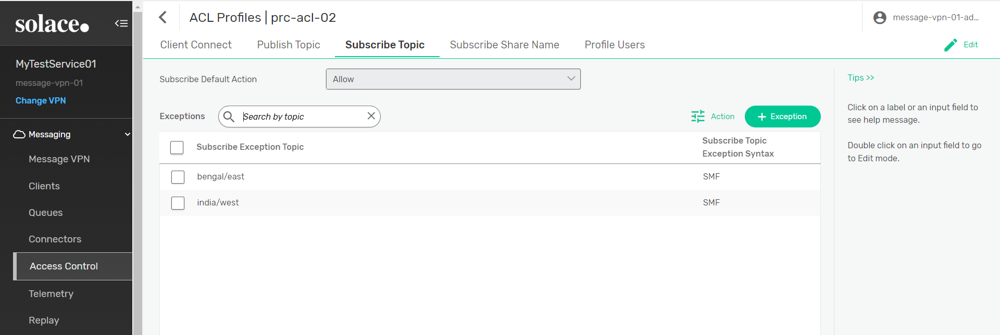 solace
MyTestService01
message-vpn-01
Change VPN
Messaging
Message VPN
Clients
Queues
Connectors
Access Control
Telemetry
Replay
ACL Profiles | prc-acl-02
message-vpn-01-ad...
Client Connect
Publish Topic
Subscribe Topic
Subscribe Share Name
Profile Users
Edit
Subscribe Default Action
Allow
Exceptions
Search by topic
Action
Exception
Subscribe Exception Topic
Subscribe Topic
Exception Syntax
bengal/east
SMF
india/west
SMF
Tips >>
Click on a label or an input field to
see help message.
Double click on an input field to go
to Edit mode.